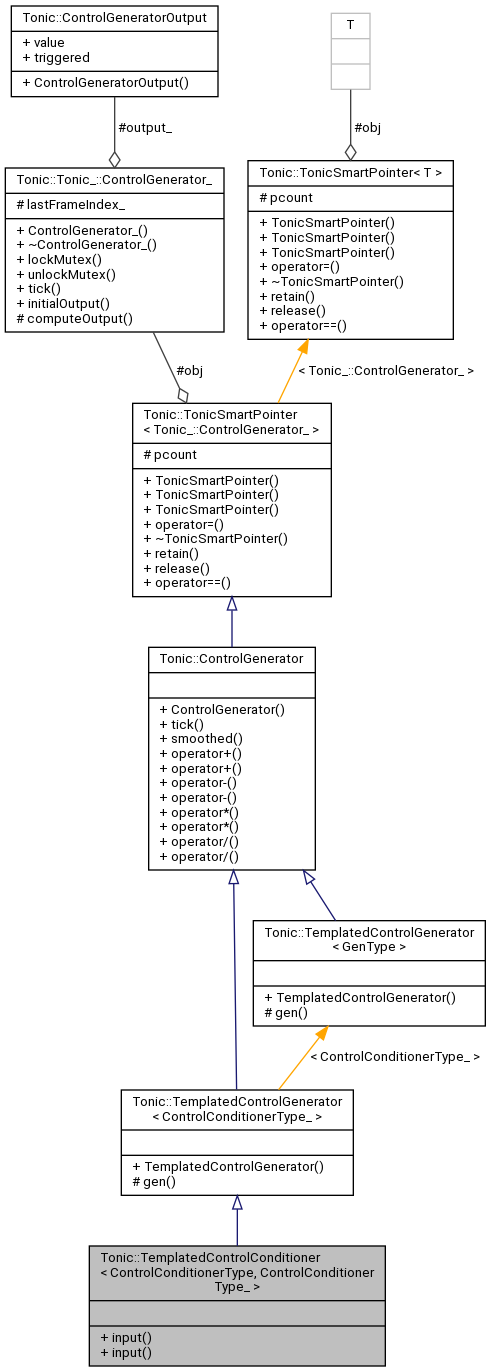 Tonic::ControlGeneratorOutput
+ value
+ triggered
+ ControlGeneratorOutput()
T
#output_
#obj
Tonic::Tonic_::ControlGenerator_
# lastFrameIndex_
+ ControlGenerator_()
+ ~ControlGenerator_()
+ lockMutex()
+ unlockMutex()
+ tick()
+ initialOutput()
# computeOutput()
Tonic::TonicSmartPointer< T >
# pcount
+ TonicSmartPointer()
+ TonicSmartPointer()
+ TonicSmartPointer()
+ operator=()
+ ~TonicSmartPointer()
+ retain()
+ release()
+ operator==()
#obj
< Tonic_::ControlGenerator_ >
Tonic::TonicSmartPointer
< Tonic_::ControlGenerator_ >
# pcount
+ TonicSmartPointer()
+ TonicSmartPointer()
+ TonicSmartPointer()
+ operator=()
+ ~TonicSmartPointer()
+ retain()
+ release()
+ operator==()
Tonic::ControlGenerator
+ ControlGenerator()
+ tick()
+ smoothed()
+ operator+()
+ operator+()
+ operator-()
+ operator-()
+ operator*()
+ operator*()
+ operator/()
+ operator/()
Tonic::TemplatedControlGenerator
< GenType >
+ TemplatedControlGenerator()
# gen()
< ControlConditionerType_ >
Tonic::TemplatedControlGenerator
< ControlConditionerType_ >
+ TemplatedControlGenerator()
# gen()
Tonic::TemplatedControlConditioner
< ControlConditionerType, ControlConditioner
Type_ >
+ input()
+ input()